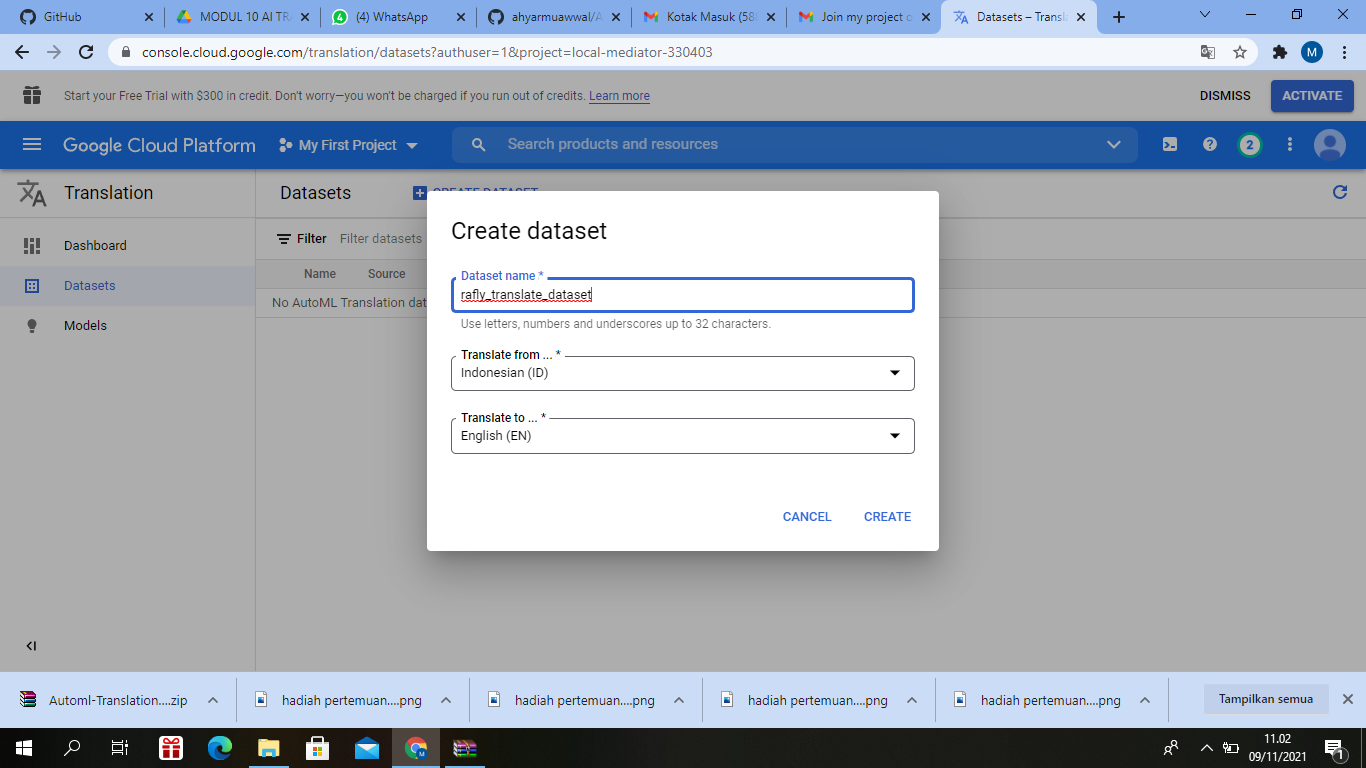 GitHub
MODUL 10 AI TR
(4) WhatsApp
ahyarmuawwal/A
Kotak Masuk (58
Join my project o
Datasets – Transl
console.cloud.google.com/translation/datasets?authuser=1&project=local-mediator-330403
M
Start your Free Trial with $300 in credit. Don't worry—you won't be charged if you run out of credits. Learn more
DISMISS
ACTIVATE
Google Cloud Platform
My First Project
Search products and resources
2
Translation
Datasets
CREATE DATASET
Dashboard
Datasets
Models
Filter
Filter datasets
Name
Source
No AutoML Translation dat
Create dataset
Dataset name *
rafly_translate_dataset
Use letters, numbers and underscores up to 32 characters.
Translate from ... *
Indonesian (ID)
Translate to ... *
English (EN)
CANCEL
CREATE
Automl-Translation....zip
hadiah pertemuan....png
hadiah pertemuan....png
hadiah pertemuan....png
hadiah pertemuan....png
Tampilkan semua
11.02
09/11/2021
1